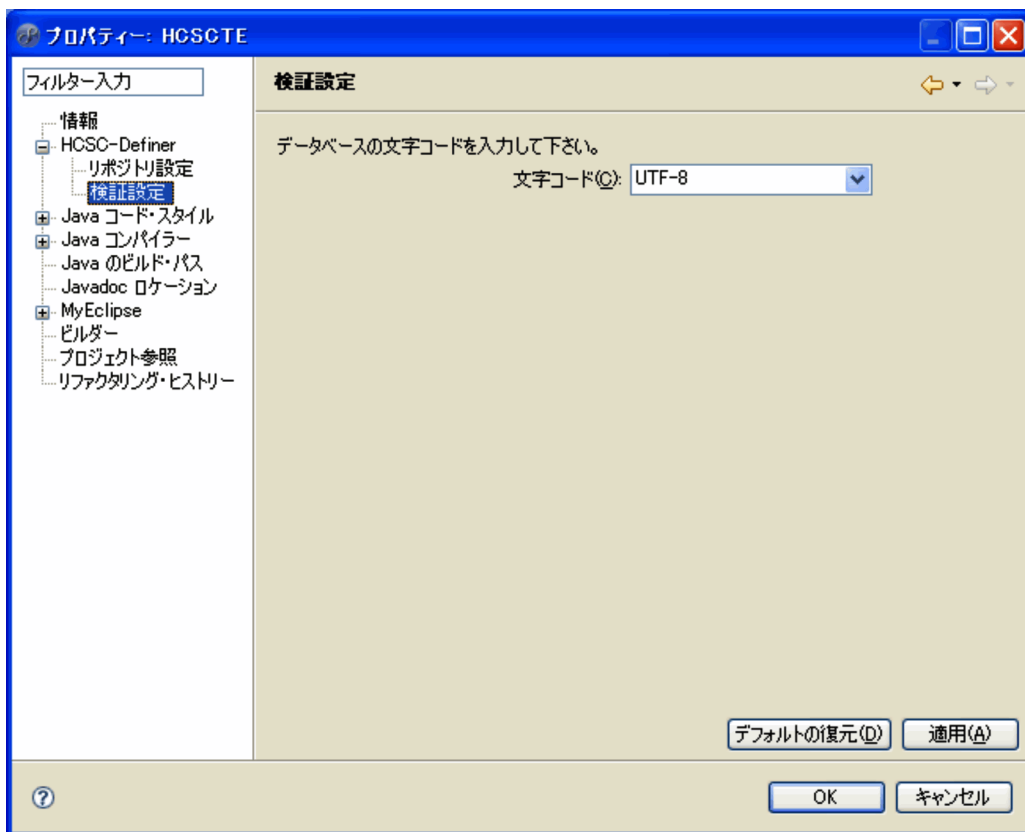 プロパティー: HCSCTE
フィルター入力
情報
HCSC-Definer
リポジトリ設定
検証設定
Java コード・スタイル
Java コンパイラー
Java のビルド・パス
Javadoc ロケーション
MyEclipse
ビルダー
プロジェクト参照
リファクタリング・ヒストリー
検証設定
データベースの文字コードを入力して下さい。
文字コード(C): UTF-8
デフォルトの復元(D) 適用(A)
? OK キャンセル